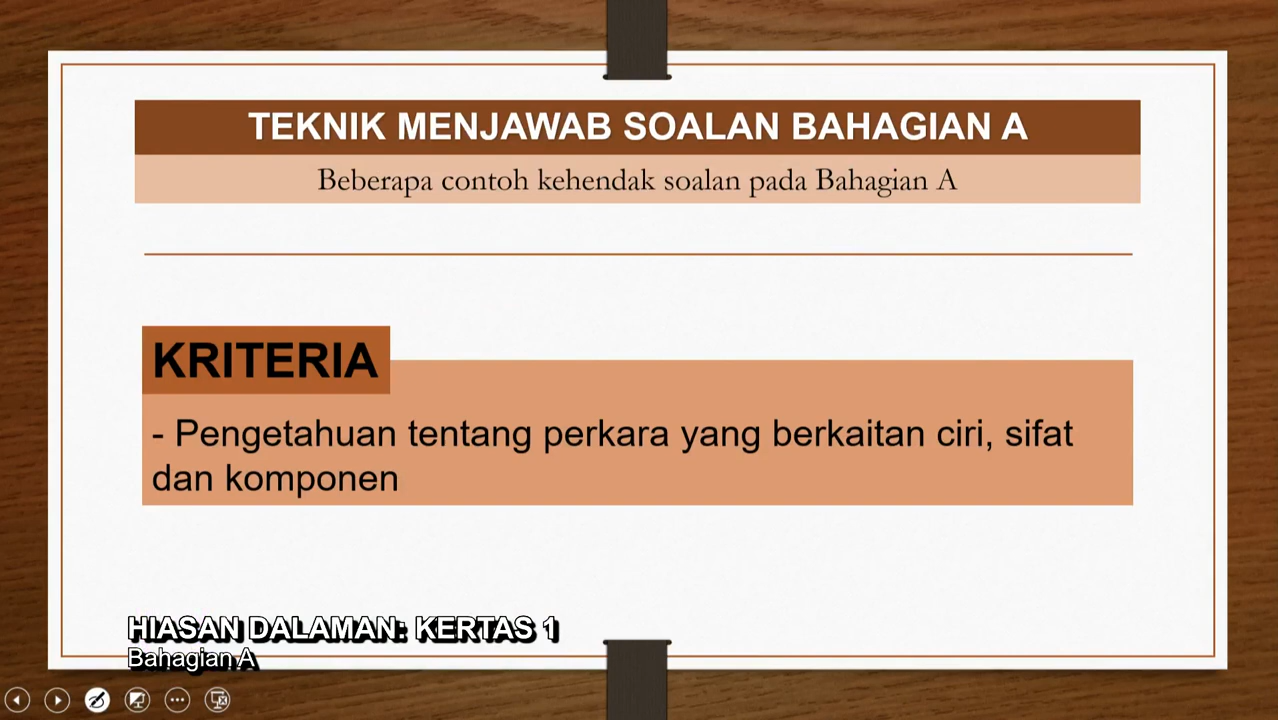 TEKNIK MENJAWAB SOALAN BAHAGIAN A
Beberapa contoh kehendak soalan pada Bahagian A
KRITERIA
- Pengetahuan tentang perkara yang berkaitan ciri, sifat
dan komponen
HIASAN DALAMAN: KERTAS 1
Bahagian A